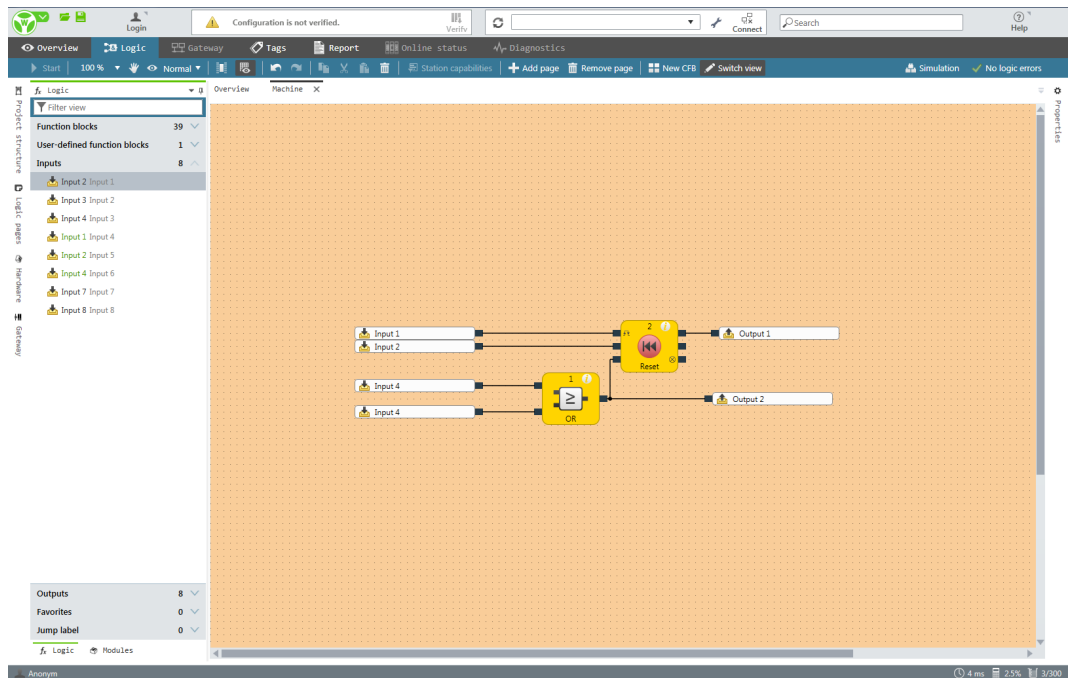 W
Login
Configuration is not verified.
Verify
Connect
Search
Help
Overview Logic Gateway Tags Report Online status Diagnostics
Start 100 % Normal Station capabilities Add page Remove page New CFB Switch view Simulation No logic errors
Project structure
Logic pages
Hardware
Gateway
fx Logic
Filter view
Function blocks 39
User-defined function blocks 1
Inputs 8
Input 2 Input 1
Input 3 Input 2
Input 4 Input 3
Input 1 Input 4
Input 2 Input 5
Input 4 Input 6
Input 7 Input 7
Input 8 Input 8
Outputs 8
Favorites 0
Jump label 0
fx Logic Modules
Overview Machine
Properties
Input 1
Input 2
Input 4
Input 4
1
≥
OR
2
Reset
Output 1
Output 2
Anonym
4 ms 2.5% 3/300